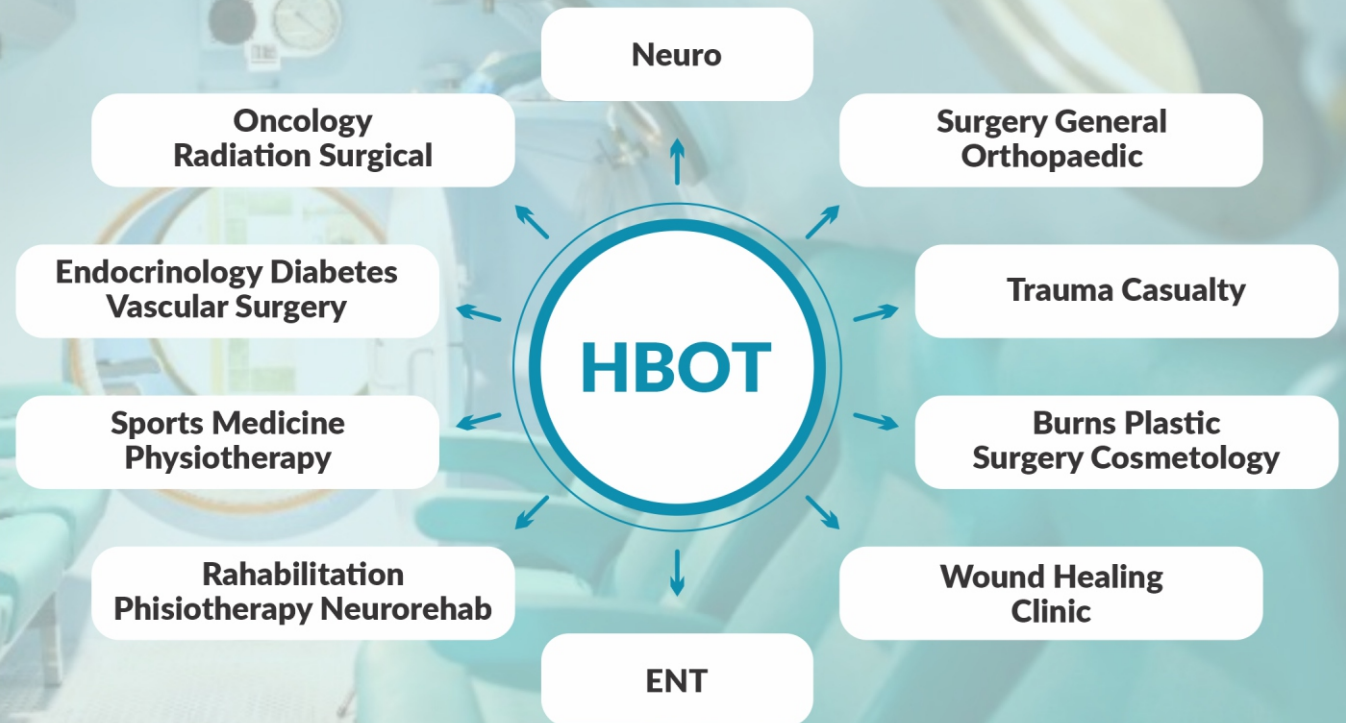 Neuro
Oncology
Radiation Surgical
Surgery General
Orthopaedic
Endocrinology Diabetes
Vascular Surgery
Trauma Casualty
HBOT
Sports Medicine
Physiotherapy
Burns Plastic
Surgery Cosmetology
Rahabilitation
Phisiotherapy Neurorehab
Wound Healing
Clinic
ENT